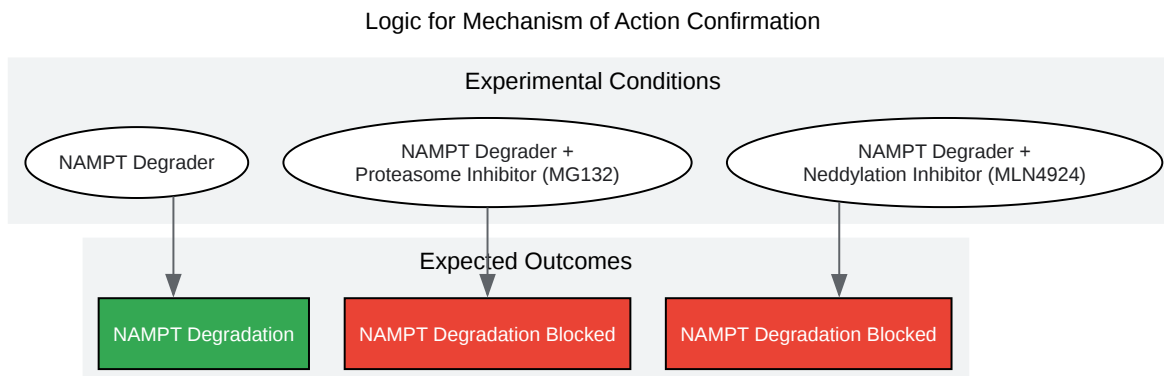 Logic for Mechanism of Action Confirmation
Experimental Conditions
NAMPT Degrader
NAMPT Degrader +
Proteasome Inhibitor (MG132)
NAMPT Degrader +
Neddylation Inhibitor (MLN4924)
Expected Outcomes
NAMPT Degradation
NAMPT Degradation Blocked
NAMPT Degradation Blocked